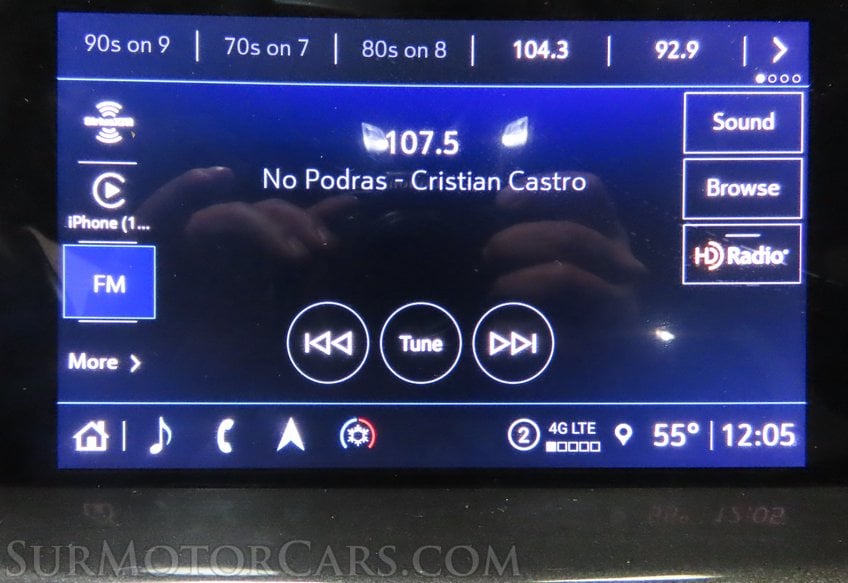 90s on 9 | 70s on 7 | 80s on 8 | 104.3 | 92.9
SiriusXM
107.5
No Podras - Cristian Castro
Sound
Browse
HD Radio
iPhone (1...
FM
Tune
More
2 4G LTE 55° | 12:05
SurMotorCars.com